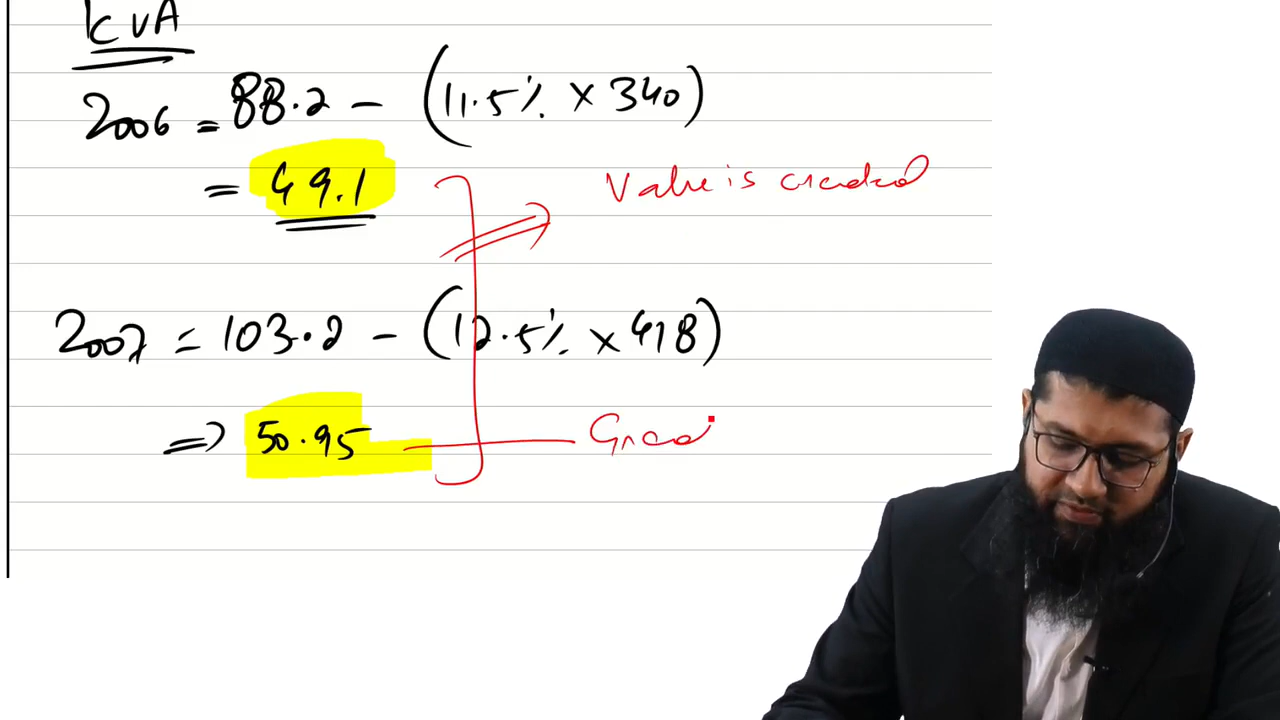 EVA
2006 = 88.2 - (11.5% × 340)
= 49.1
Value is created
2007 = 103.2 - (12.5% × 418)
⇒ 50.95
Grea